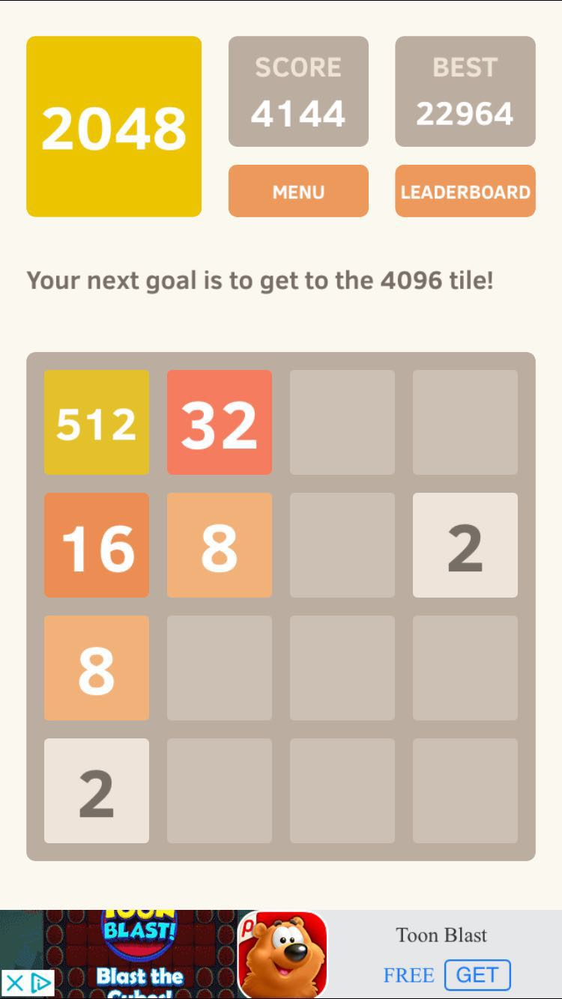 2048
SCORE
4144
BEST
22964
MENU
LEADERBOARD
Your next goal is to get to the 4096 tile!
512 32
16 8 2
8
2
TOON
BLAST!
Blast the
Cubes!
Toon Blast
FREE GET